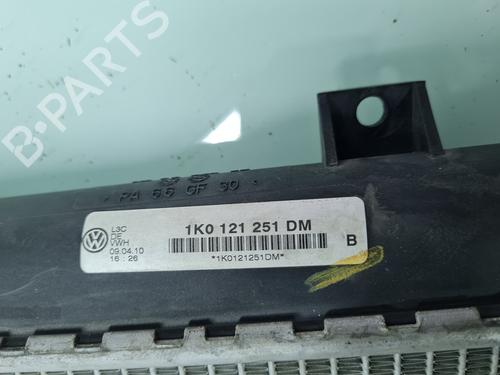 B-PARTS
PA 66 GF 30
L3C
DE
VWH
09.04.10
16 : 26
1K0 121 251 DM
*1K0121251DM*
B